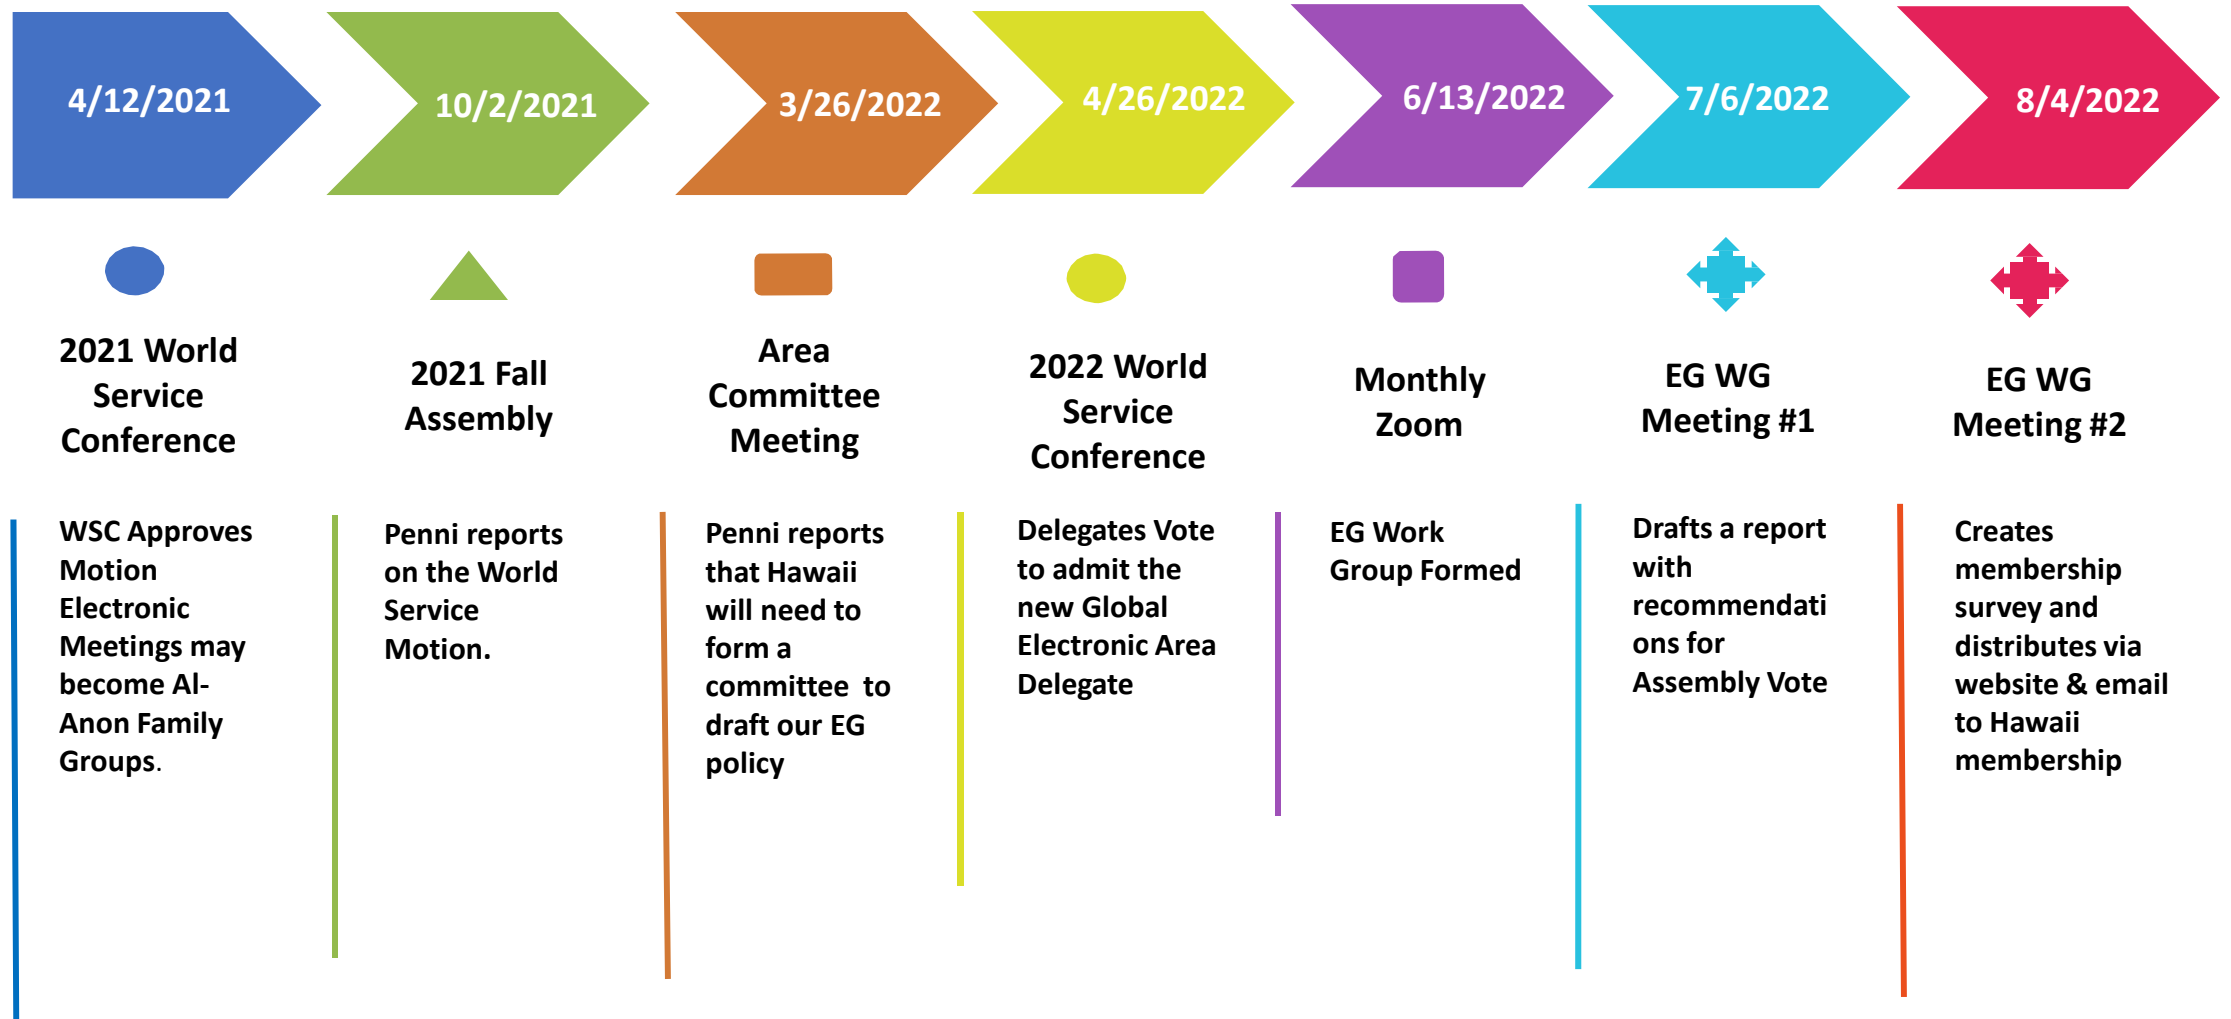 4/12/2021
10/2/2021
3/26/2022
4/26/2022
6/13/2022
7/6/2022
8/4/2022
2021 World
Service
Conference
2021 Fall
Assembly
Area
Committee
Meeting
2022 World
Service
Conference
Monthly
Zoom
EG WG
Meeting #1
EG WG
Meeting #2
WSC Approves
Motion
Electronic
Meetings may
become Al-
Anon Family
Groups.
Penni reports
on the World
Service
Motion.
Penni reports
that Hawaii
will need to
form a
committee  to
draft our EG
policy
Delegates Vote
to admit the
new Global
Electronic Area
Delegate
EG Work
Group Formed
Drafts a report
with
recommendati
ons for
Assembly Vote
Creates
membership
survey and
distributes via
website & email
to Hawaii
membership